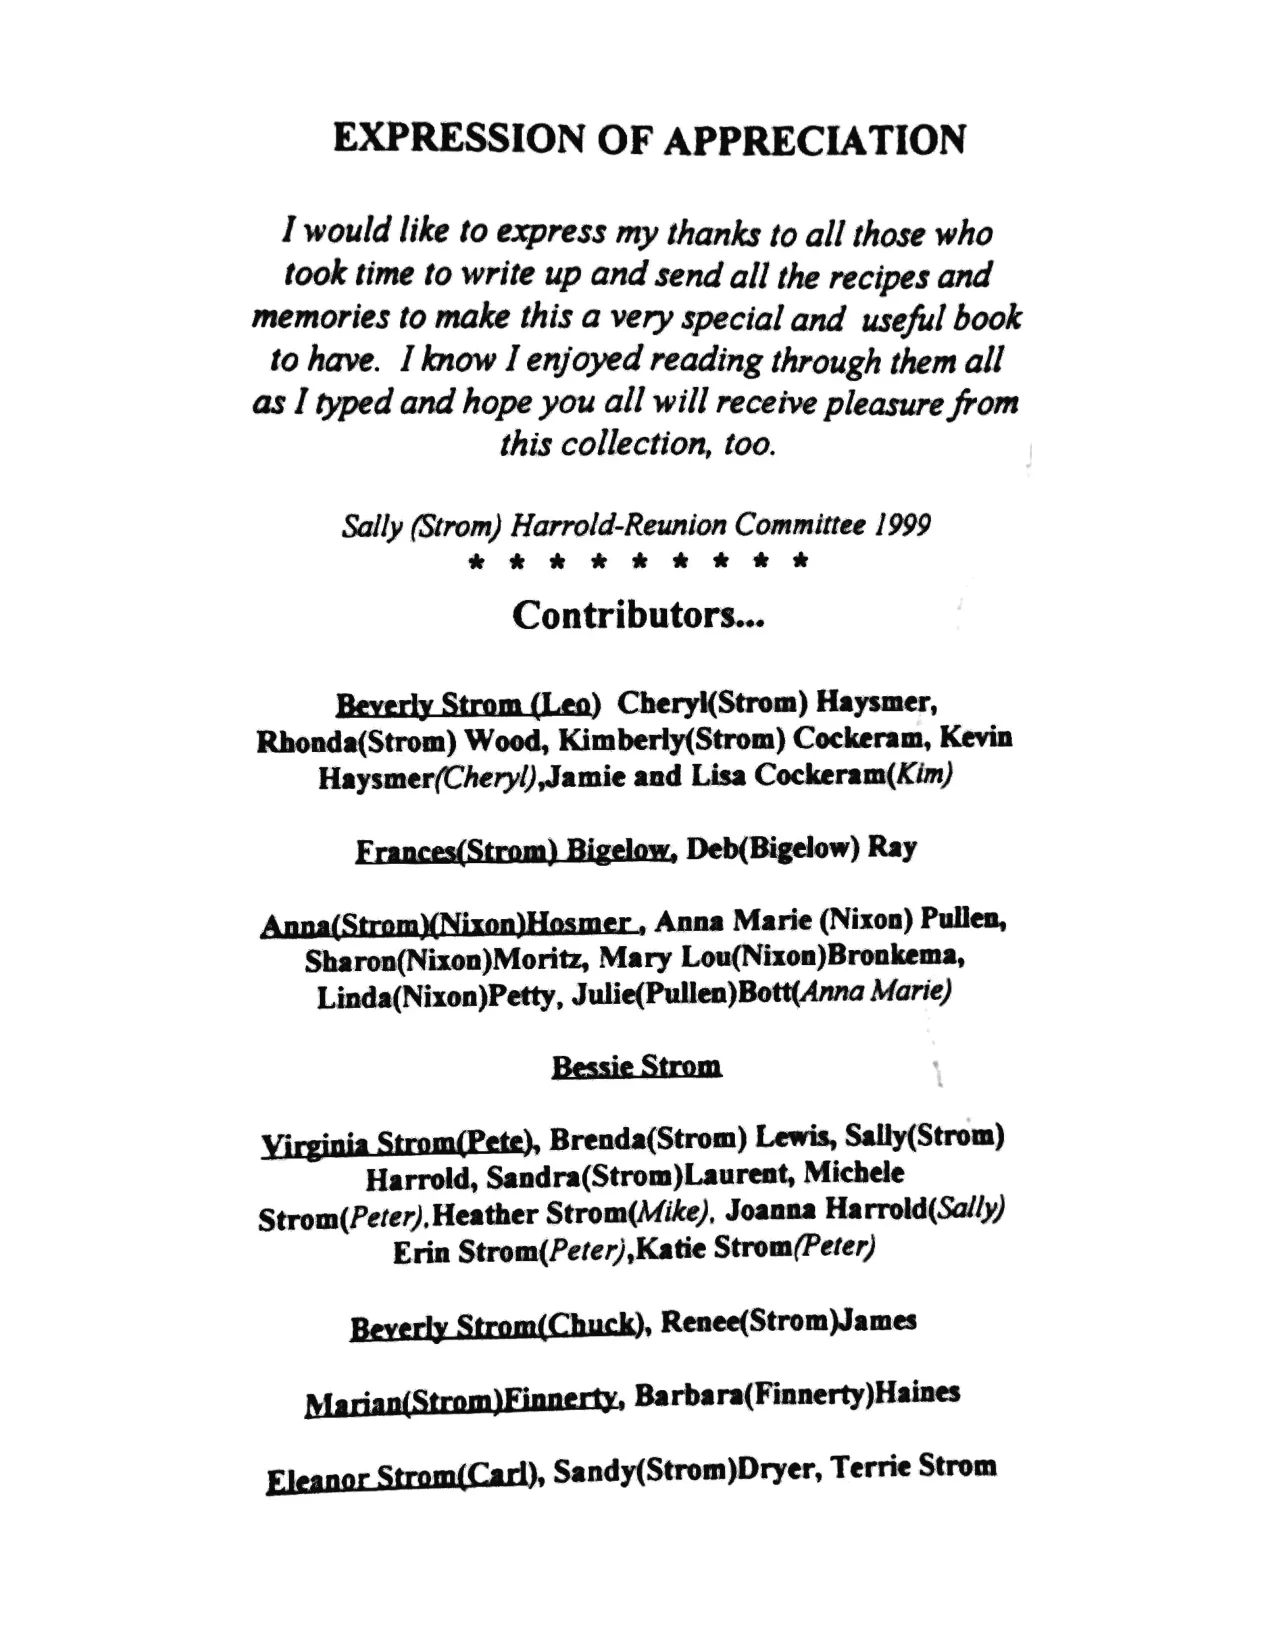 EXPRESSION OF APPRECIATION
I would like to express my thanks to all those who
took time to write up and send all the recipes and
memories to make this a very special and useful book
to have. I know I enjoyed reading through them all
as I typed and hope you all will receive pleasure from
this collection, too.
Sally (Strom) Harrold-Reunion Committee 1999
* * * * * * * * *
Contributors...
Beverly Strom (Leo) Cheryl(Strom) Haysmer,
Rhonda(Strom) Wood, Kimberly(Strom) Cockeram, Kevin
Haysmer(Cheryl),Jamie and Lisa Cockeram(Kim)
Frances(Strom) Bigelow, Deb(Bigelow) Ray
Anna(Strom)(Nixon)Hosmer , Anna Marie (Nixon) Pullen,
Sharon(Nixon)Moritz, Mary Lou(Nixon)Bronkema,
Linda(Nixon)Petty, Julie(Pullen)Bott(Anna Marie)
Bessie Strom
Virginia Strom(Pete), Brenda(Strom) Lewis, Sally(Strom)
Harrold, Sandra(Strom)Laurent, Michele
Strom(Peter),Heather Strom(Mike), Joanna Harrold(Sally)
Erin Strom(Peter),Katie Strom(Peter)
Beverly Strom(Chuck), Renee(Strom)James
Marian(Strom)Finnerty, Barbara(Finnerty)Haines
Eleanor Strom(Carl), Sandy(Strom)Dryer, Terrie Strom